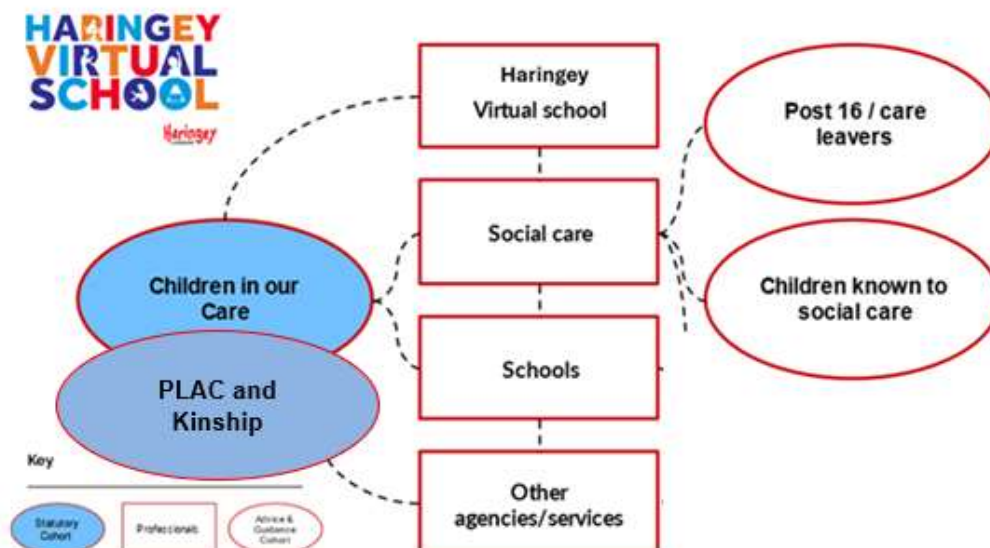 HARINGEY
VIRTUAL
SCHOOL
Haringey
Haringey
Virtual school
Post 16 / care
leavers
Social care
Children in our
Care
Children known to
social care
Schools
PLAC and
Kinship
Other
agencies/services
Key
Statutory
Cohort
Professionals
Advice &
Guidance
Cohort